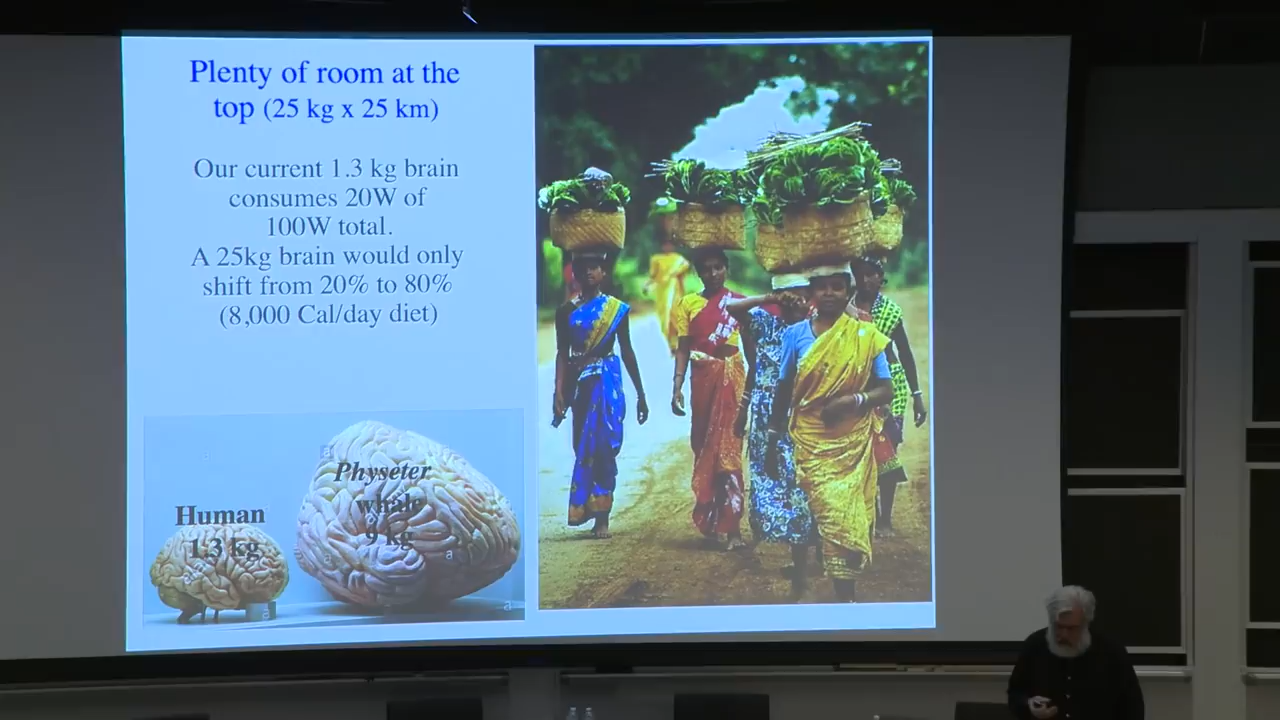 Plenty of room at the
top (25 kg x 25 km)
Our current 1.3 kg brain
consumes 20W of
100W total.
A 25kg brain would only
shift from 20% to 80%
(8,000 Cal/day diet)
Human
1.3 kg
Physeter
whale
9 kg